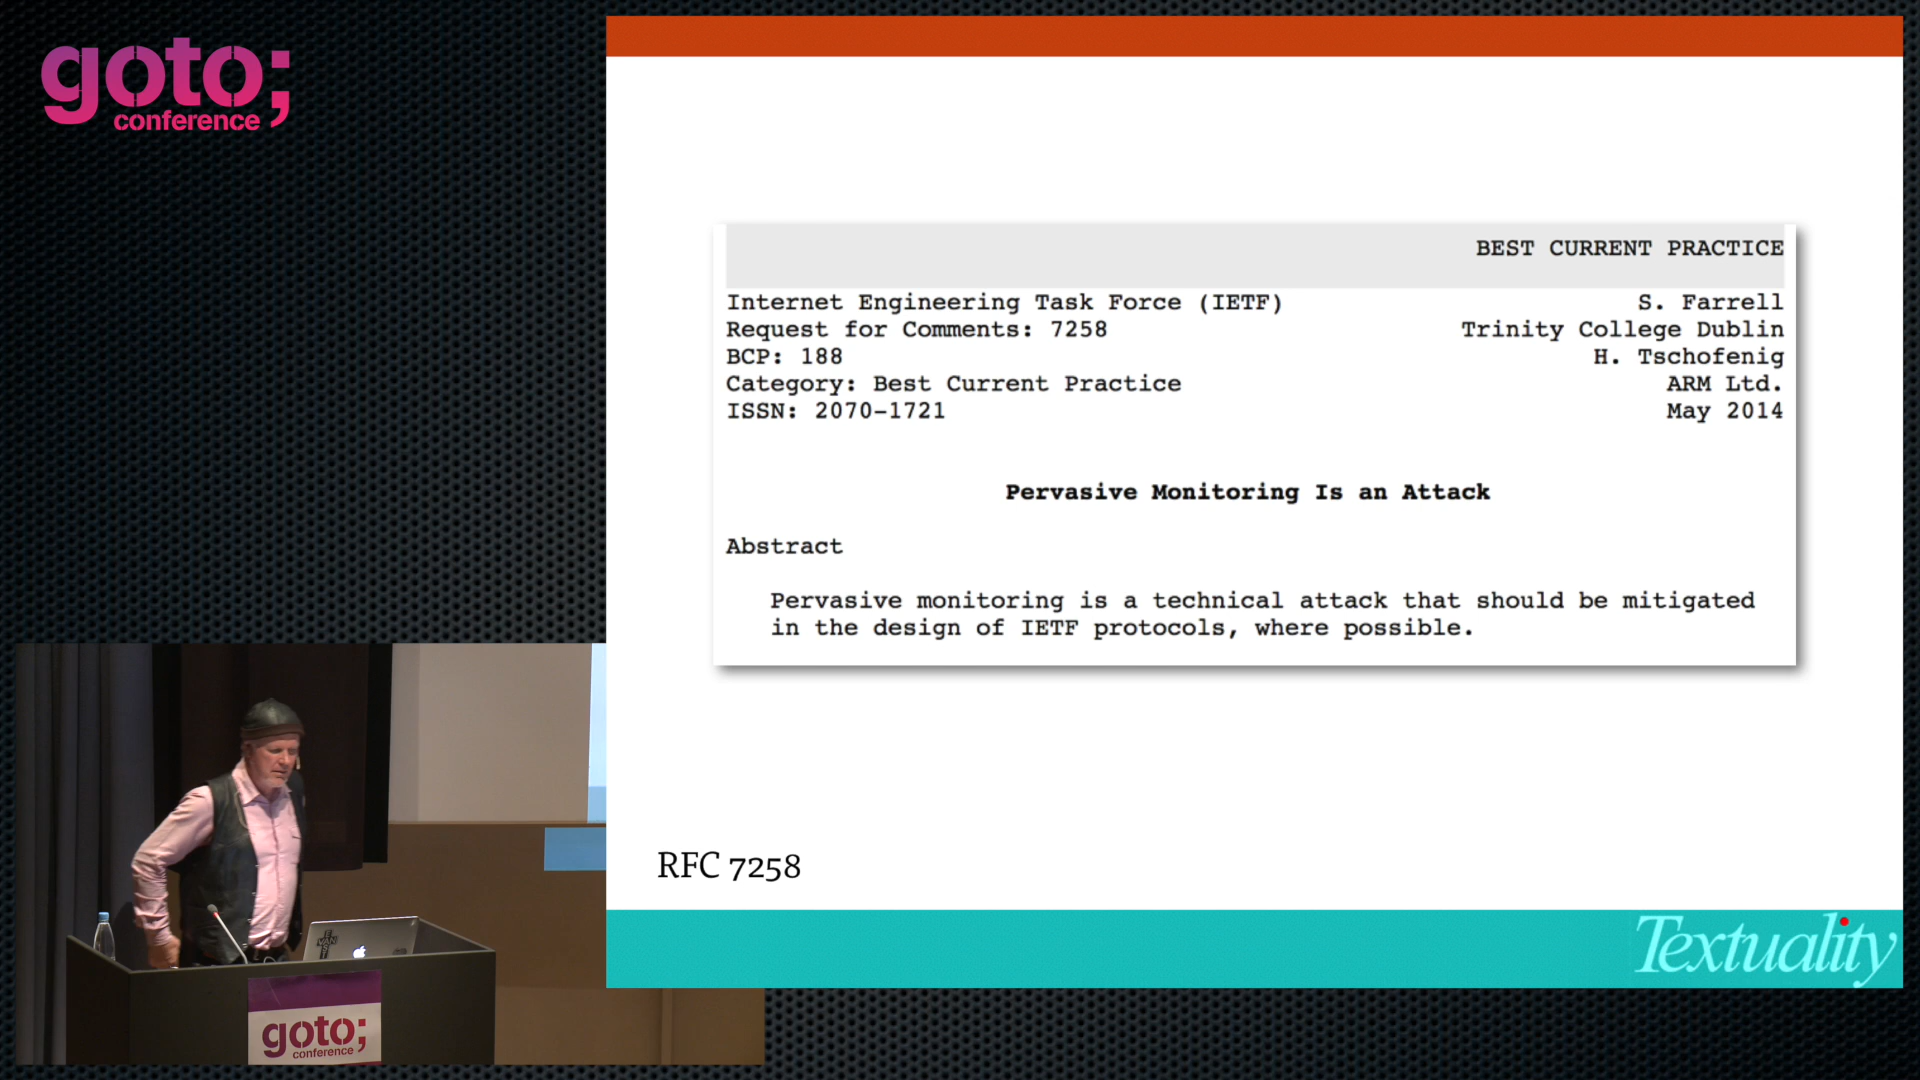 goto;
conference
BEST CURRENT PRACTICE
Internet Engineering Task Force (IETF) S. Farrell
Request for Comments: 7258 Trinity College Dublin
BCP: 188 H. Tschofenig
Category: Best Current Practice ARM Ltd.
ISSN: 2070-1721 May 2014
Pervasive Monitoring Is an Attack
Abstract
Pervasive monitoring is a technical attack that should be mitigated
in the design of IETF protocols, where possible.
RFC 7258
Textuality
goto;
conference